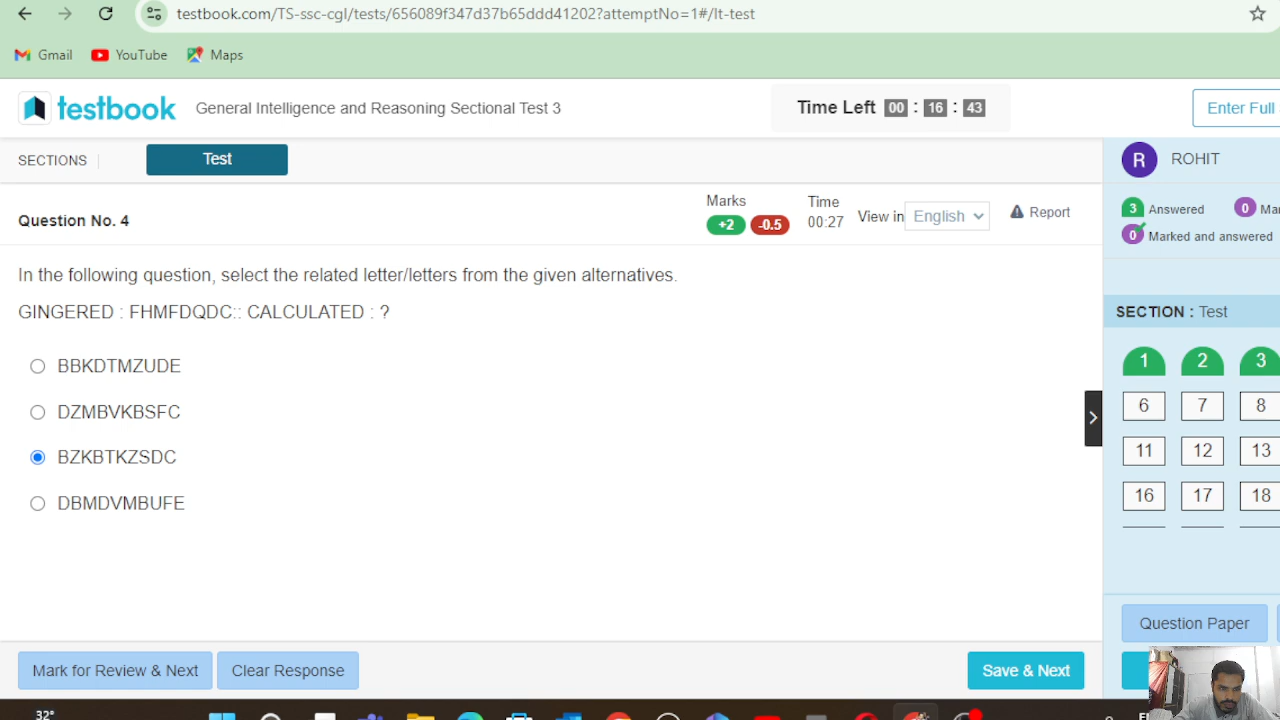 testbook.com/TS-ssc-cgl/tests/656089f347d37b65ddd41202?attemptNo=1#/lt-test
Gmail YouTube Maps
testbook General Intelligence and Reasoning Sectional Test 3 Time Left 00 : 16 : 43 Enter Full
SECTIONS Test R ROHIT
Question No. 4 Marks +2 -0.5 Time 00:27 View in English Report
3 Answered 0 Ma
0 Marked and answered
In the following question, select the related letter/letters from the given alternatives.
GINGERED : FHMFDQDC:: CALCULATED : ?
SECTION : Test
BBKDTMZUDE
DZMBVKBSFC
BZKBTKZSDC
DBMDVMBUFE
1 2 3
6 7 8
11 12 13
16 17 18
Question Paper
Mark for Review & Next Clear Response Save & Next
32°